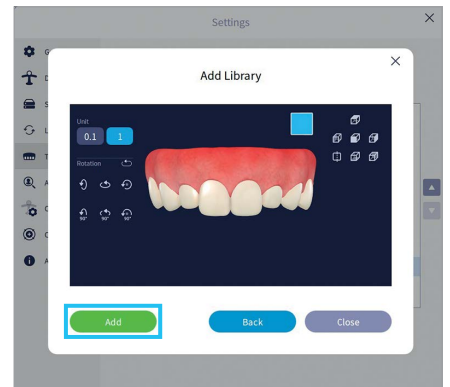 Settings
Add Library
Unit
0.1 1
Rotation
90° 90° 90°
Add Back Close